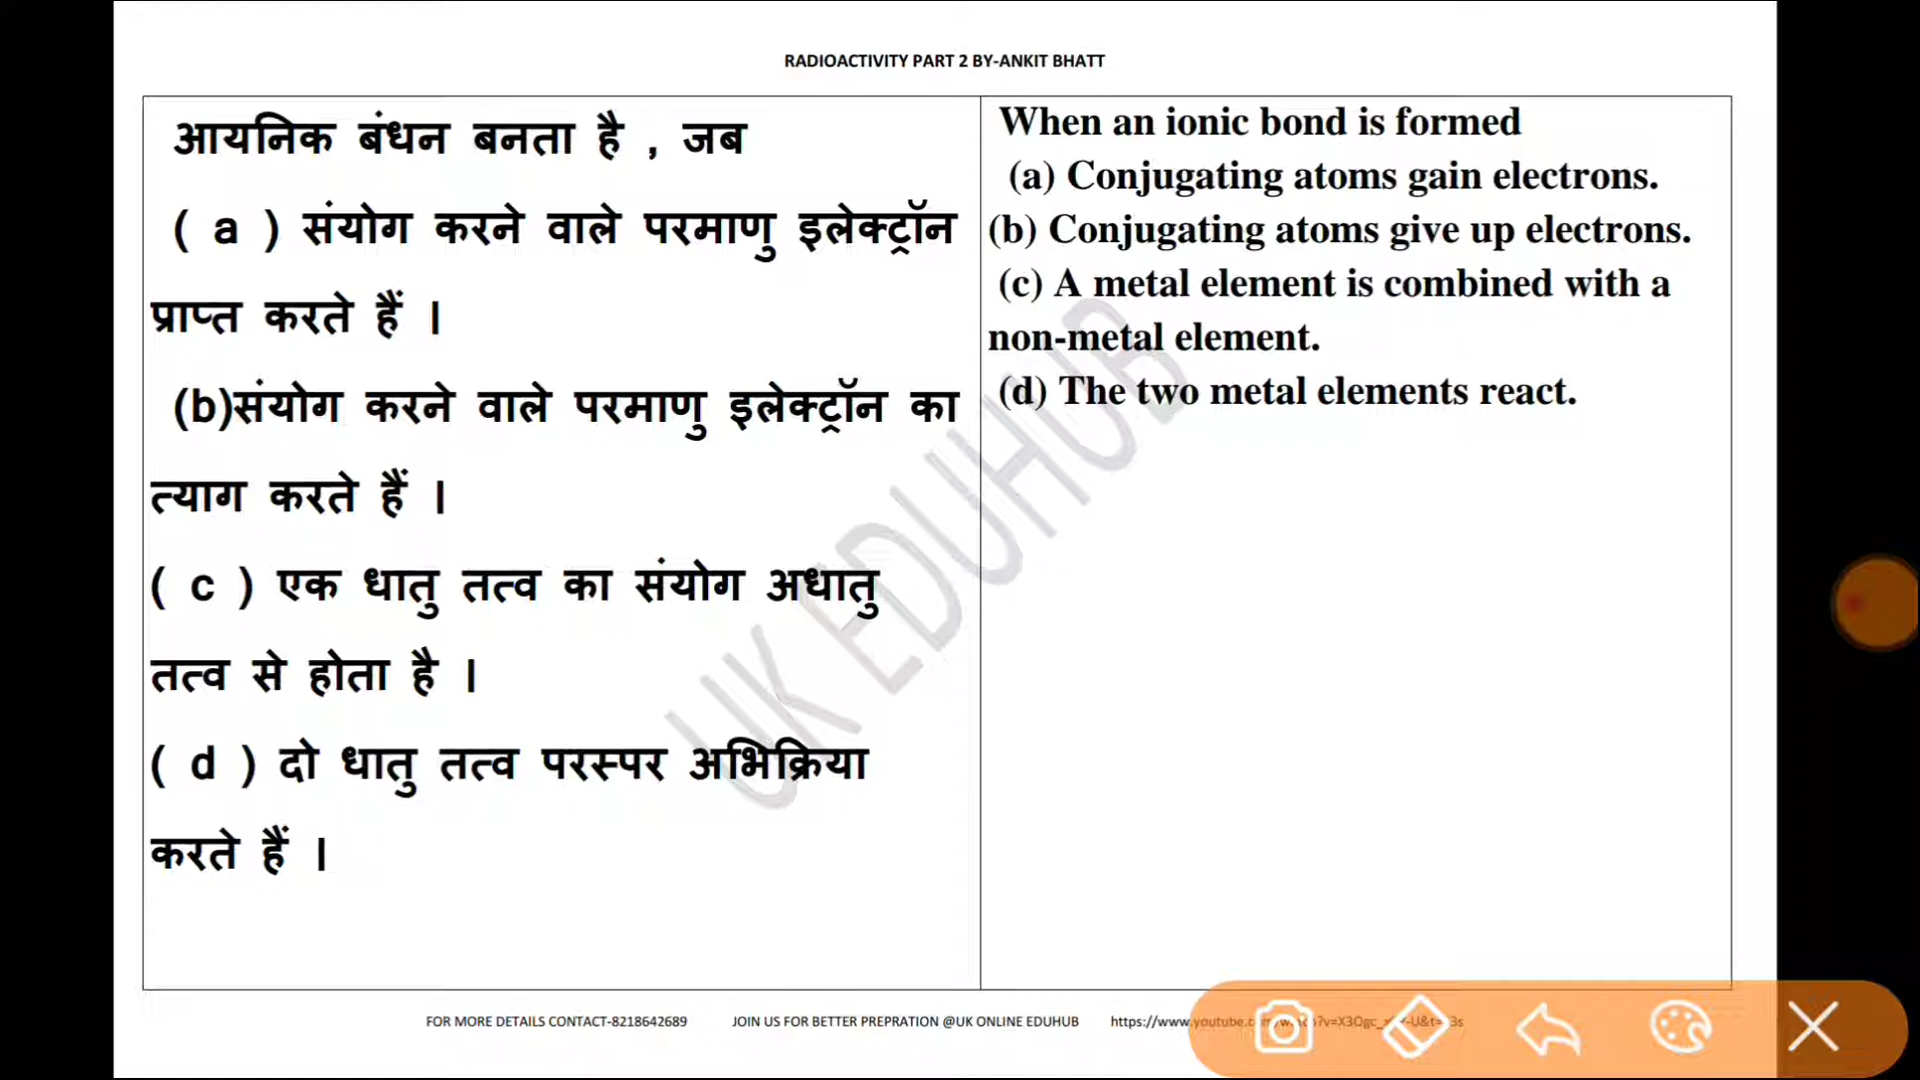 RADIOACTIVITY PART 2 BY-ANKIT BHATT
आयनिक बंधन बनता है , जब
( a ) संयोग करने वाले परमाणु इलेक्ट्रॉन
प्राप्त करते हैं ।
(b)संयोग करने वाले परमाणु इलेक्ट्रॉन का
त्याग करते हैं ।
( c ) एक धातु तत्व का संयोग अधातु
तत्व से होता है ।
( d ) दो धातु तत्व परस्पर अभिक्रिया
करते हैं ।
When an ionic bond is formed
(a) Conjugating atoms gain electrons.
(b) Conjugating atoms give up electrons.
(c) A metal element is combined with a
non-metal element.
(d) The two metal elements react.
UK EDUHUB
FOR MORE DETAILS CONTACT-8218642689 JOIN US FOR BETTER PREPRATION @UK ONLINE EDUHUB